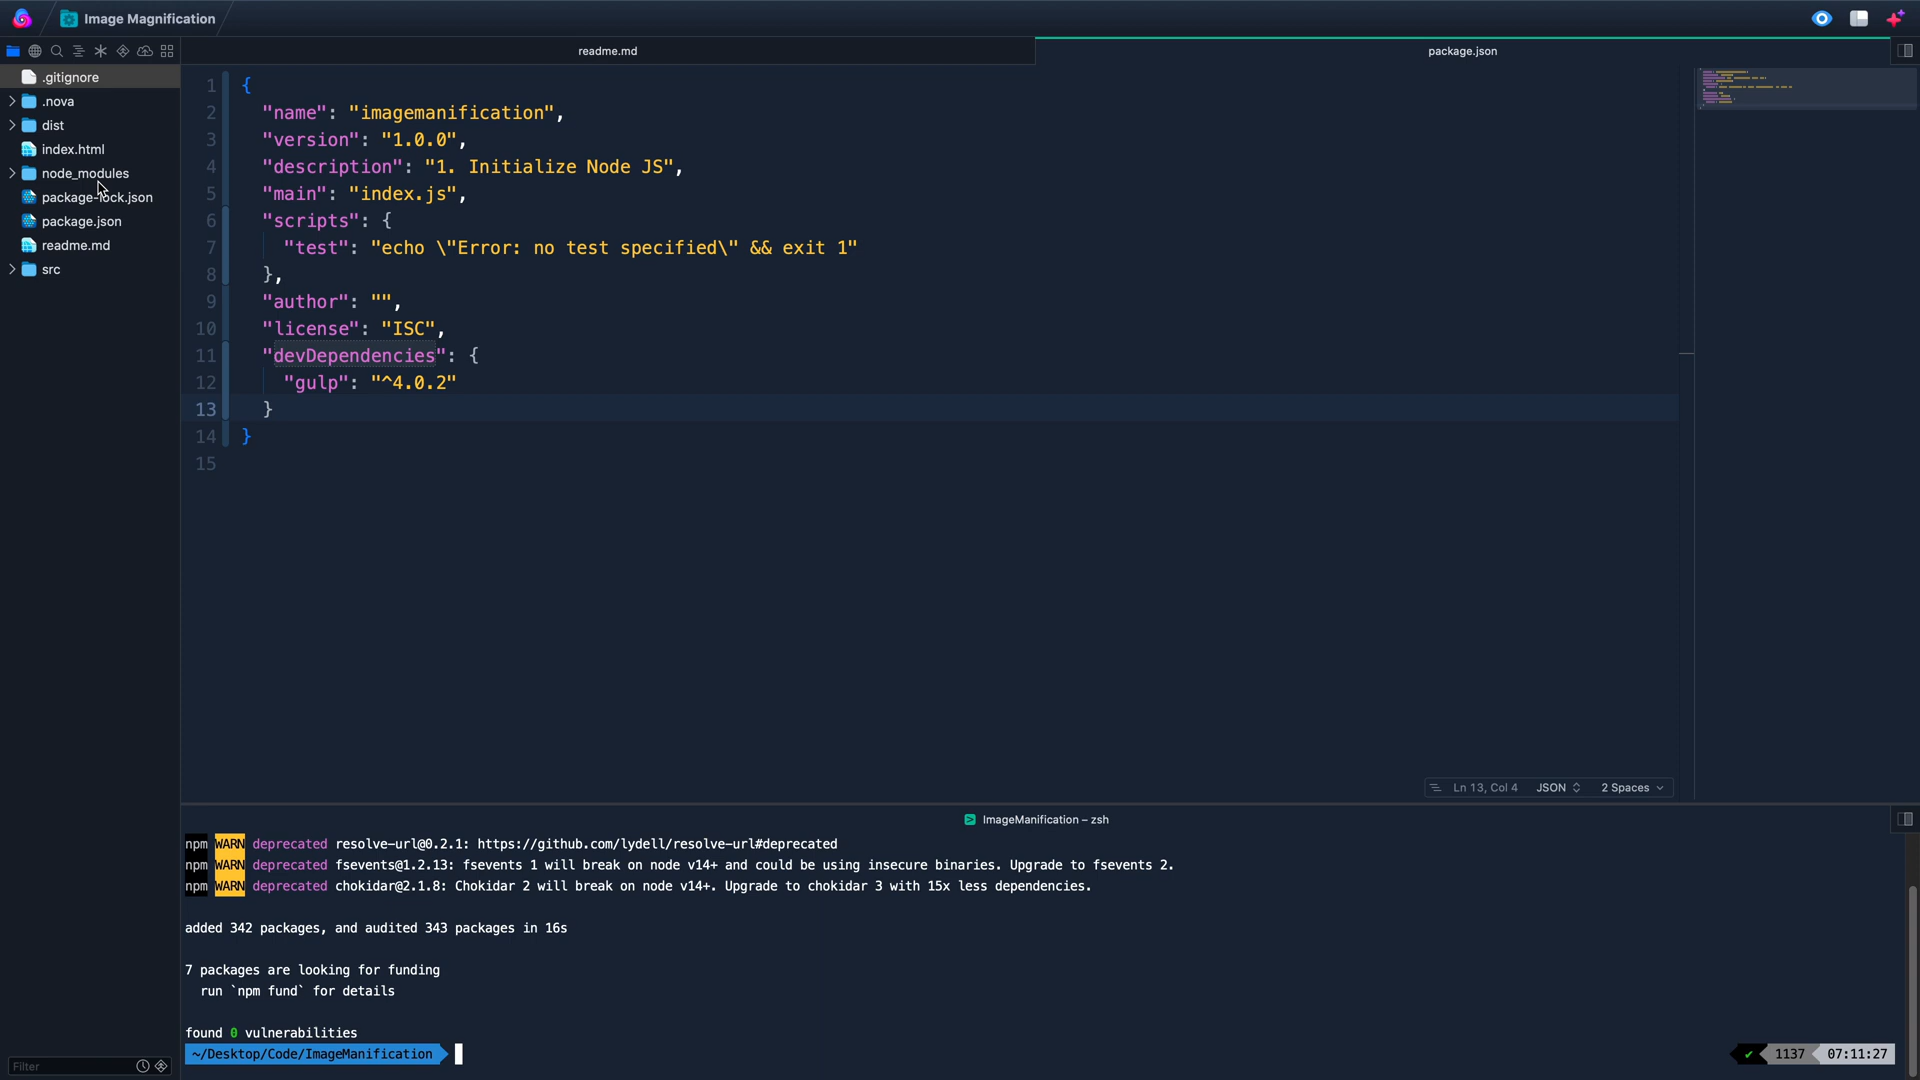 Image Magnification
readme.md
package.json
.gitignore
.nova
dist
index.html
node_modules
package-lock.json
package.json
readme.md
src
1 {
2 "name": "imagemanification",
3 "version": "1.0.0",
4 "description": "1. Initialize Node JS",
5 "main": "index.js",
6 "scripts": {
7 "test": "echo \"Error: no test specified\" && exit 1"
8 },
9 "author": "",
10 "license": "ISC",
11 "devDependencies": {
12 "gulp": "^4.0.2"
13 }
14 }
15
Ln 13, Col 4 JSON 2 Spaces
ImageManification – zsh
npm WARN deprecated resolve-url@0.2.1: https://github.com/lydell/resolve-url#deprecated
npm WARN deprecated fsevents@1.2.13: fsevents 1 will break on node v14+ and could be using insecure binaries. Upgrade to fsevents 2.
npm WARN deprecated chokidar@2.1.8: Chokidar 2 will break on node v14+. Upgrade to chokidar 3 with 15x less dependencies.
added 342 packages, and audited 343 packages in 16s
7 packages are looking for funding
run `npm fund` for details
found 0 vulnerabilities
~/Desktop/Code/ImageManification
✔ 1137 07:11:27
Filter